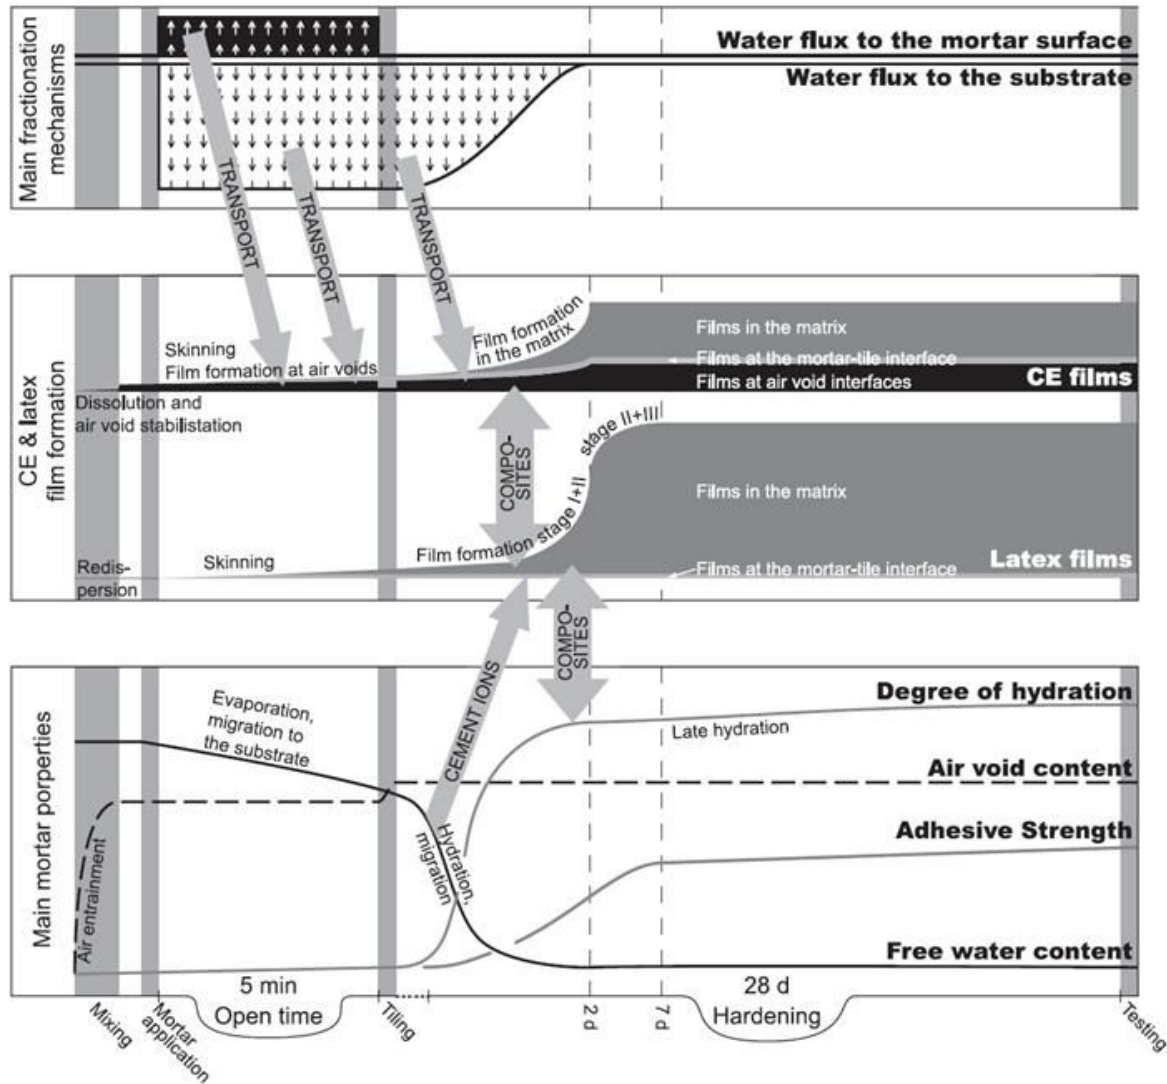 Main fractionation
mechanisms
Water flux to the mortar surface
Water flux to the substrate
TRANSPORT
TRANSPORT
TRANSPORT
CE & latex
film formation
Skinning
Film formation at air voids
Film formation
in the matrix
Films in the matrix
Films at the mortar-tile interface
Films at air void interfaces
CE films
Dissolution and
air void stabilistation
COMPO-
SITES
stage II+III
Film formation stage I+II
Films in the matrix
Skinning
Redis-
persion
Latex films
Films at the mortar-tile interface
Main mortar porperties
COMPO-
SITES
CEMENT IONS
Evaporation,
migration to
the substrate
Degree of hydration
Late hydration
Air void content
Adhesive Strength
Air entrainment
Hydration,
migration
Free water content
5 min
28 d
Mixing
Mortar
application
Open time
Tiling
2 d
7 d
Hardening
Testing